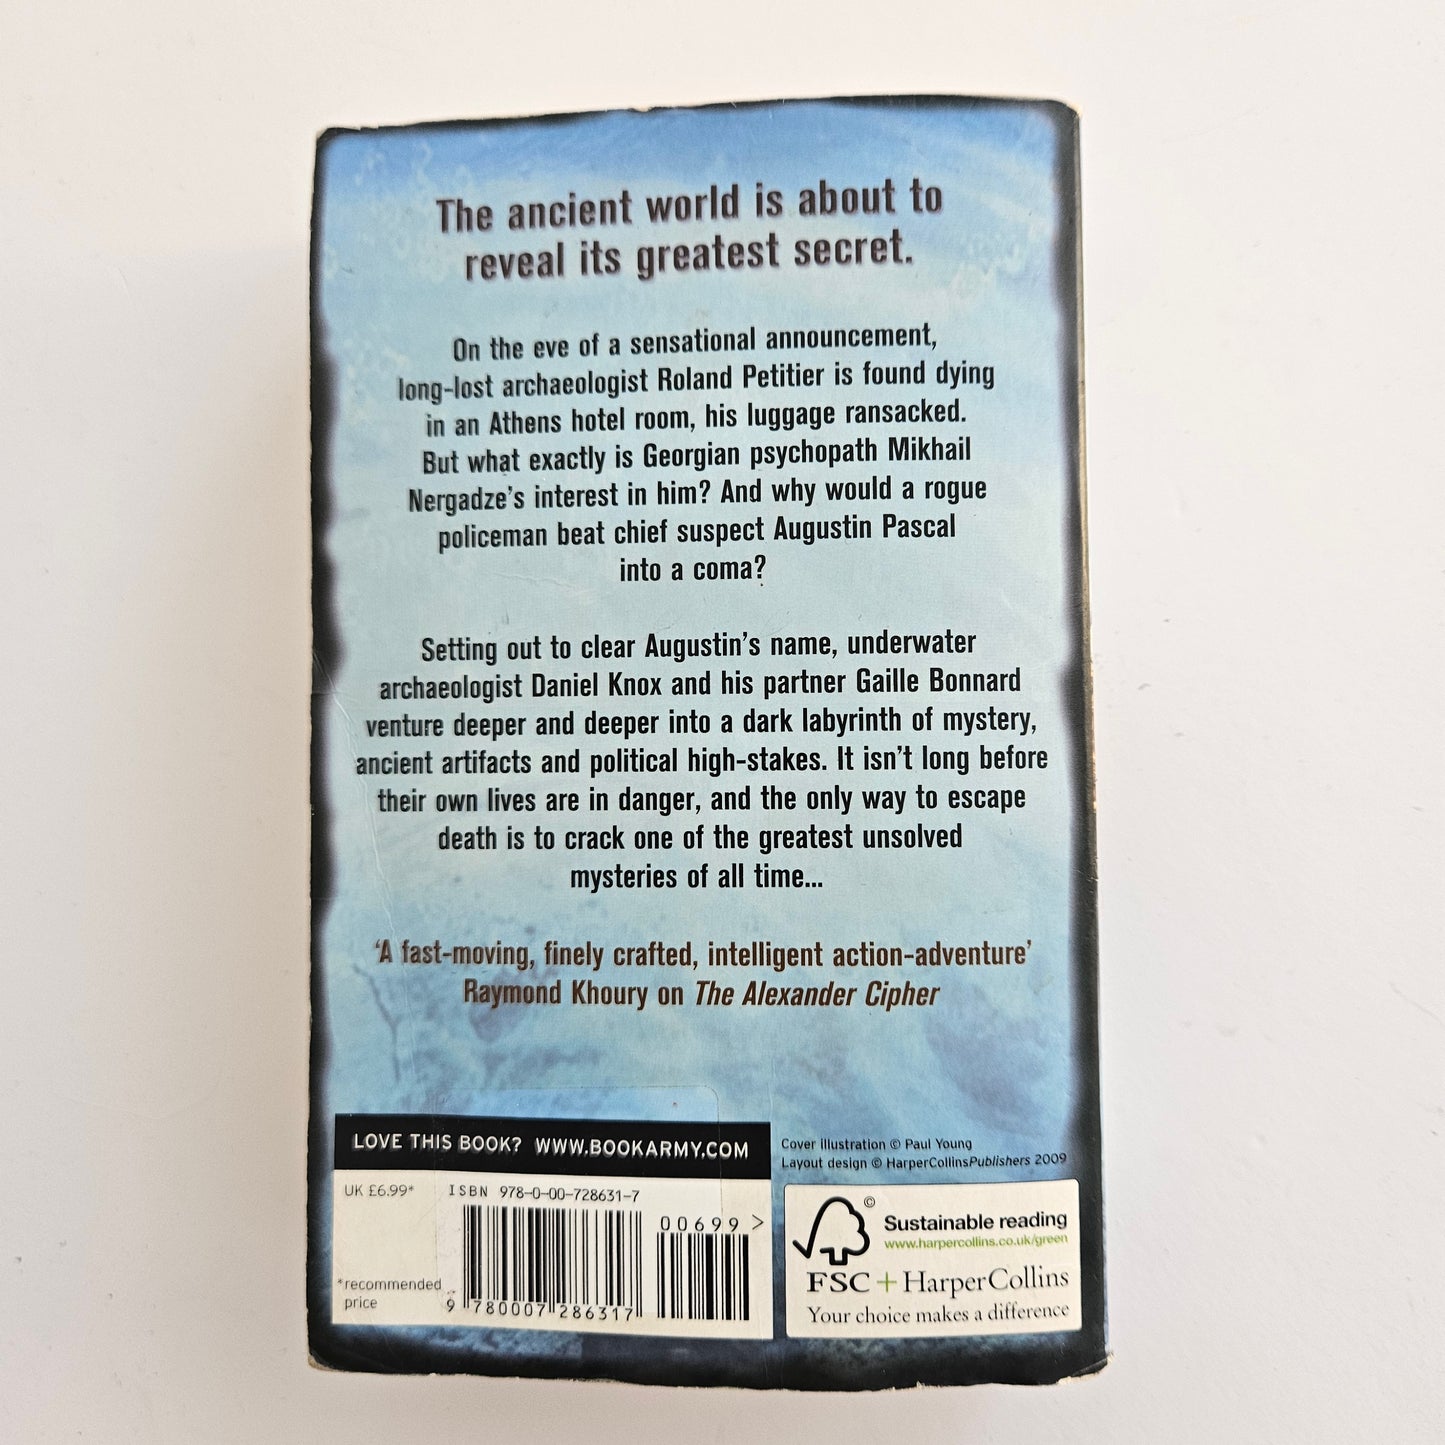 The ancient world is about to
reveal its greatest secret.
On the eve of a sensational announcement,
long-lost archaeologist Roland Petitier is found dying
in an Athens hotel room, his luggage ransacked.
But what exactly is Georgian psychopath Mikhail
Nergadze's interest in him? And why would a rogue
policeman beat chief suspect Augustin Pascal
into a coma?
Setting out to clear Augustin's name, underwater
archaeologist Daniel Knox and his partner Gaille Bonnard
venture deeper and deeper into a dark labyrinth of mystery,
ancient artifacts and political high-stakes. It isn't long before
their own lives are in danger, and the only way to escape
death is to crack one of the greatest unsolved
mysteries of all time...
'A fast-moving, finely crafted, intelligent action-adventure'
Raymond Khoury on The Alexander Cipher
LOVE THIS BOOK? WWW.BOOKARMY.COM
UK £6.99*
ISBN 978-0-00-728631-7
00699 >
*recommended
price
9 780007 286317
Cover illustration © Paul Young
Layout design © HarperCollinsPublishers 2009
©
Sustainable reading
www.harpercollins.co.uk/green
FSC + HarperCollins
Your choice makes a difference